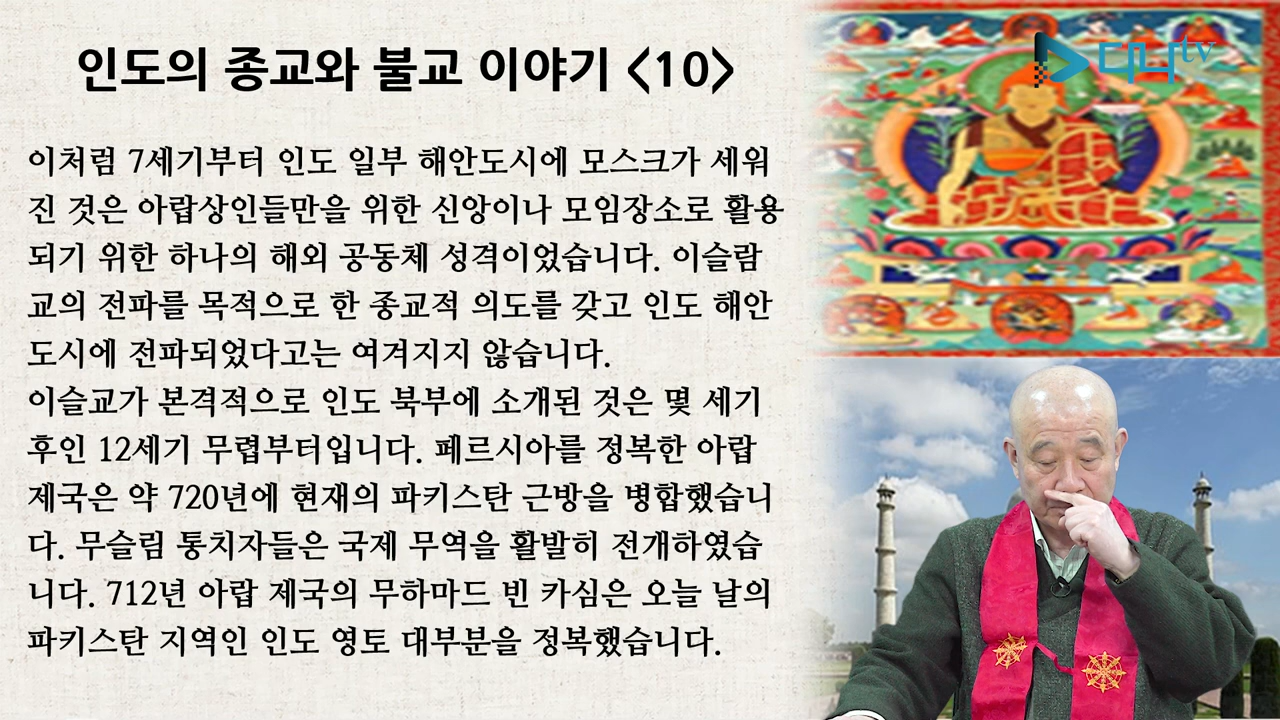 인도의 종교와 불교 이야기 <10>
다나tv
이처럼 7세기부터 인도 일부 해안도시에 모스크가 세워
진 것은 아랍상인들만을 위한 신앙이나 모임장소로 활용
되기 위한 하나의 해외 공동체 성격이었습니다. 이슬람
교의 전파를 목적으로 한 종교적 의도를 갖고 인도 해안
도시에 전파되었다고는 여겨지지 않습니다.
이슬교가 본격적으로 인도 북부에 소개된 것은 몇 세기
후인 12세기 무렵부터입니다. 페르시아를 정복한 아랍
제국은 약 720년에 현재의 파키스탄 근방을 병합했습니
다. 무슬림 통치자들은 국제 무역을 활발히 전개하였습
니다. 712년 아랍 제국의 무하마드 빈 카심은 오늘 날의
파키스탄 지역인 인도 영토 대부분을 정복했습니다.